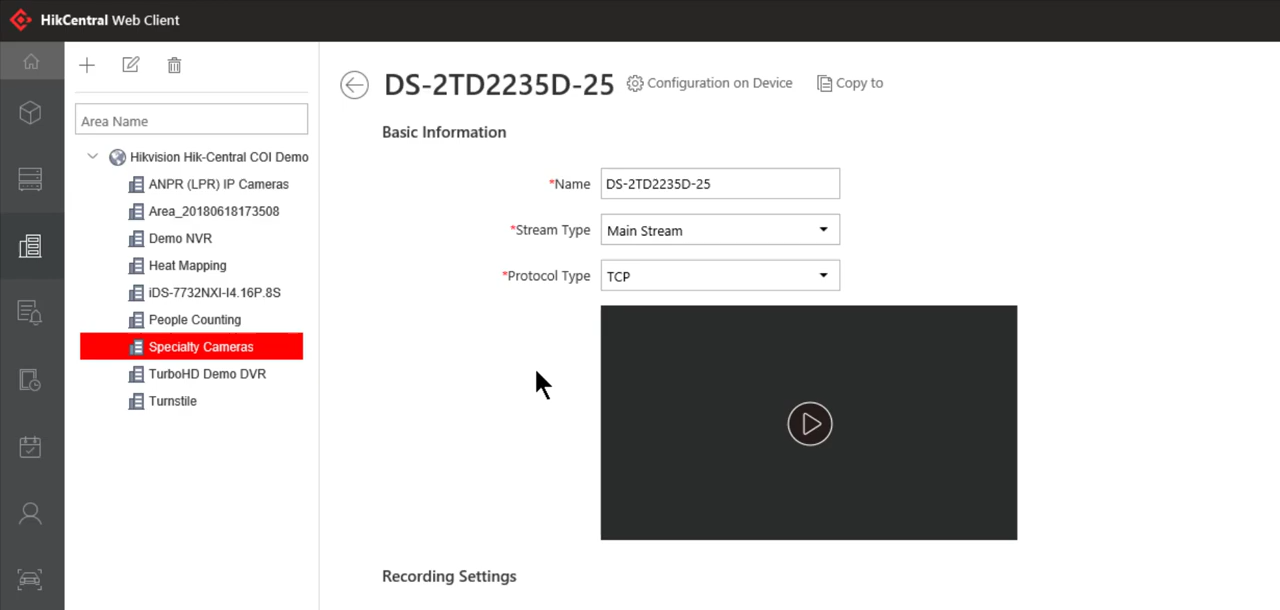 HikCentral Web Client
Area Name
Hikvision Hik-Central COI Demo
ANPR (LPR) IP Cameras
Area_20180618173508
Demo NVR
Heat Mapping
iDS-7732NXI-I4.16P.8S
People Counting
Specialty Cameras
TurboHD Demo DVR
Turnstile
DS-2TD2235D-25 Configuration on Device Copy to
Basic Information
*Name DS-2TD2235D-25
*Stream Type Main Stream
*Protocol Type TCP
Recording Settings